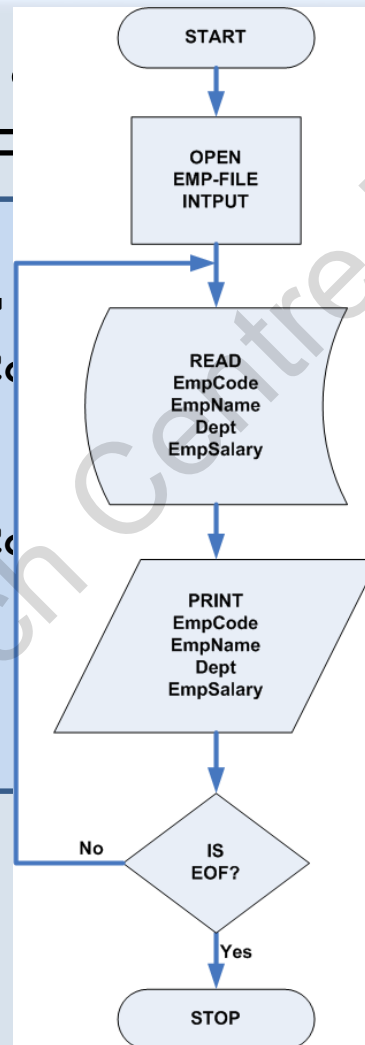 START
OPEN
EMP-FILE
INTPUT
READ
EmpCode
EmpName
Dept
EmpSalary
PRINT
EmpCode
EmpName
Dept
EmpSalary
No
IS
EOF?
Yes
STOP